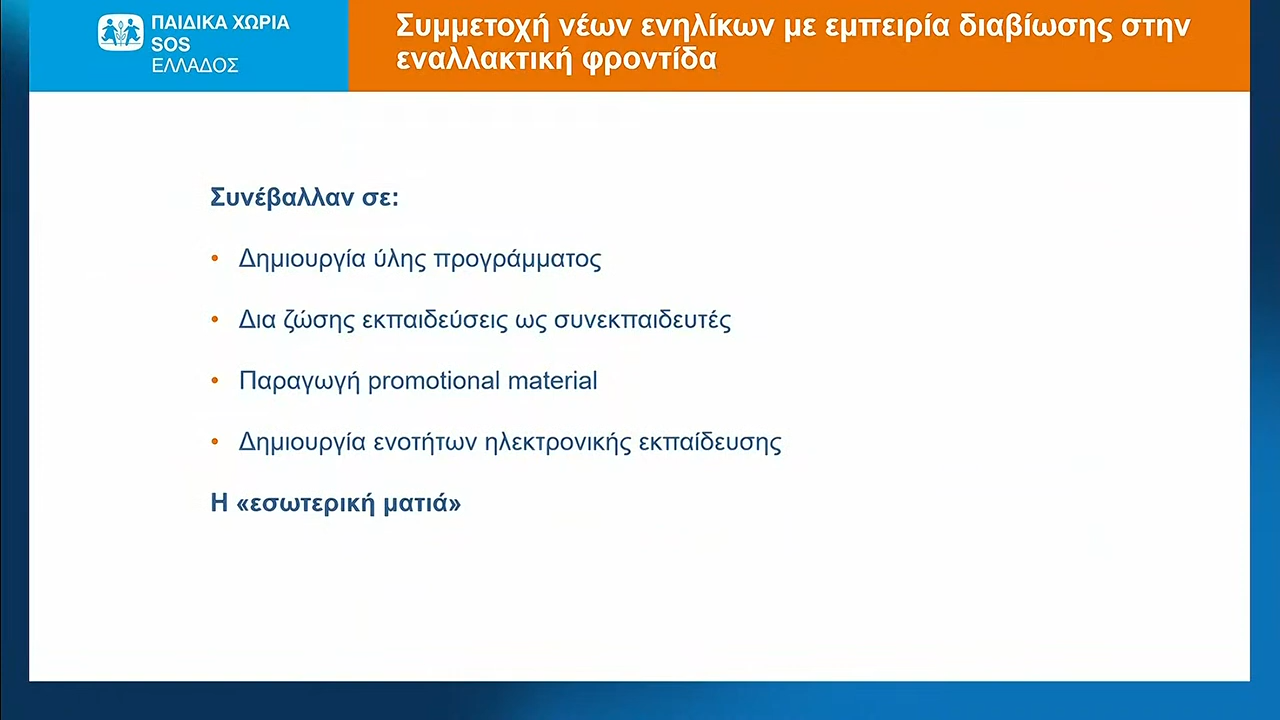 ΠΑΙΔΙΚΑ ΧΩΡΙΑ
SOS
ΕΛΛΑΔΟΣ
Συμμετοχή νέων ενηλίκων με εμπειρία διαβίωσης στην
εναλλακτική φροντίδα
Συνέβαλλαν σε:
• Δημιουργία ύλης προγράμματος
• Δια ζώσης εκπαιδεύσεις ως συνεκπαιδευτές
• Παραγωγή promotional material
• Δημιουργία ενοτήτων ηλεκτρονικής εκπαίδευσης
Η «εσωτερική ματιά»